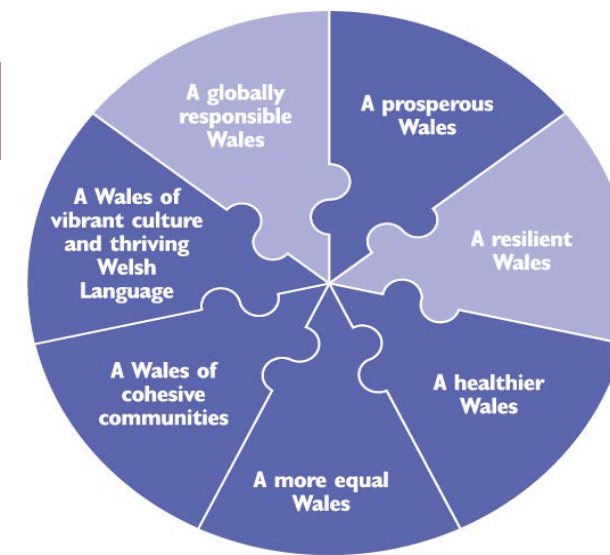 A globally
responsible
Wales
A prosperous
Wales
A resilient
Wales
A healthier
Wales
A more equal
Wales
A Wales of
cohesive
communities
A Wales of
vibrant culture
and thriving
Welsh
Language